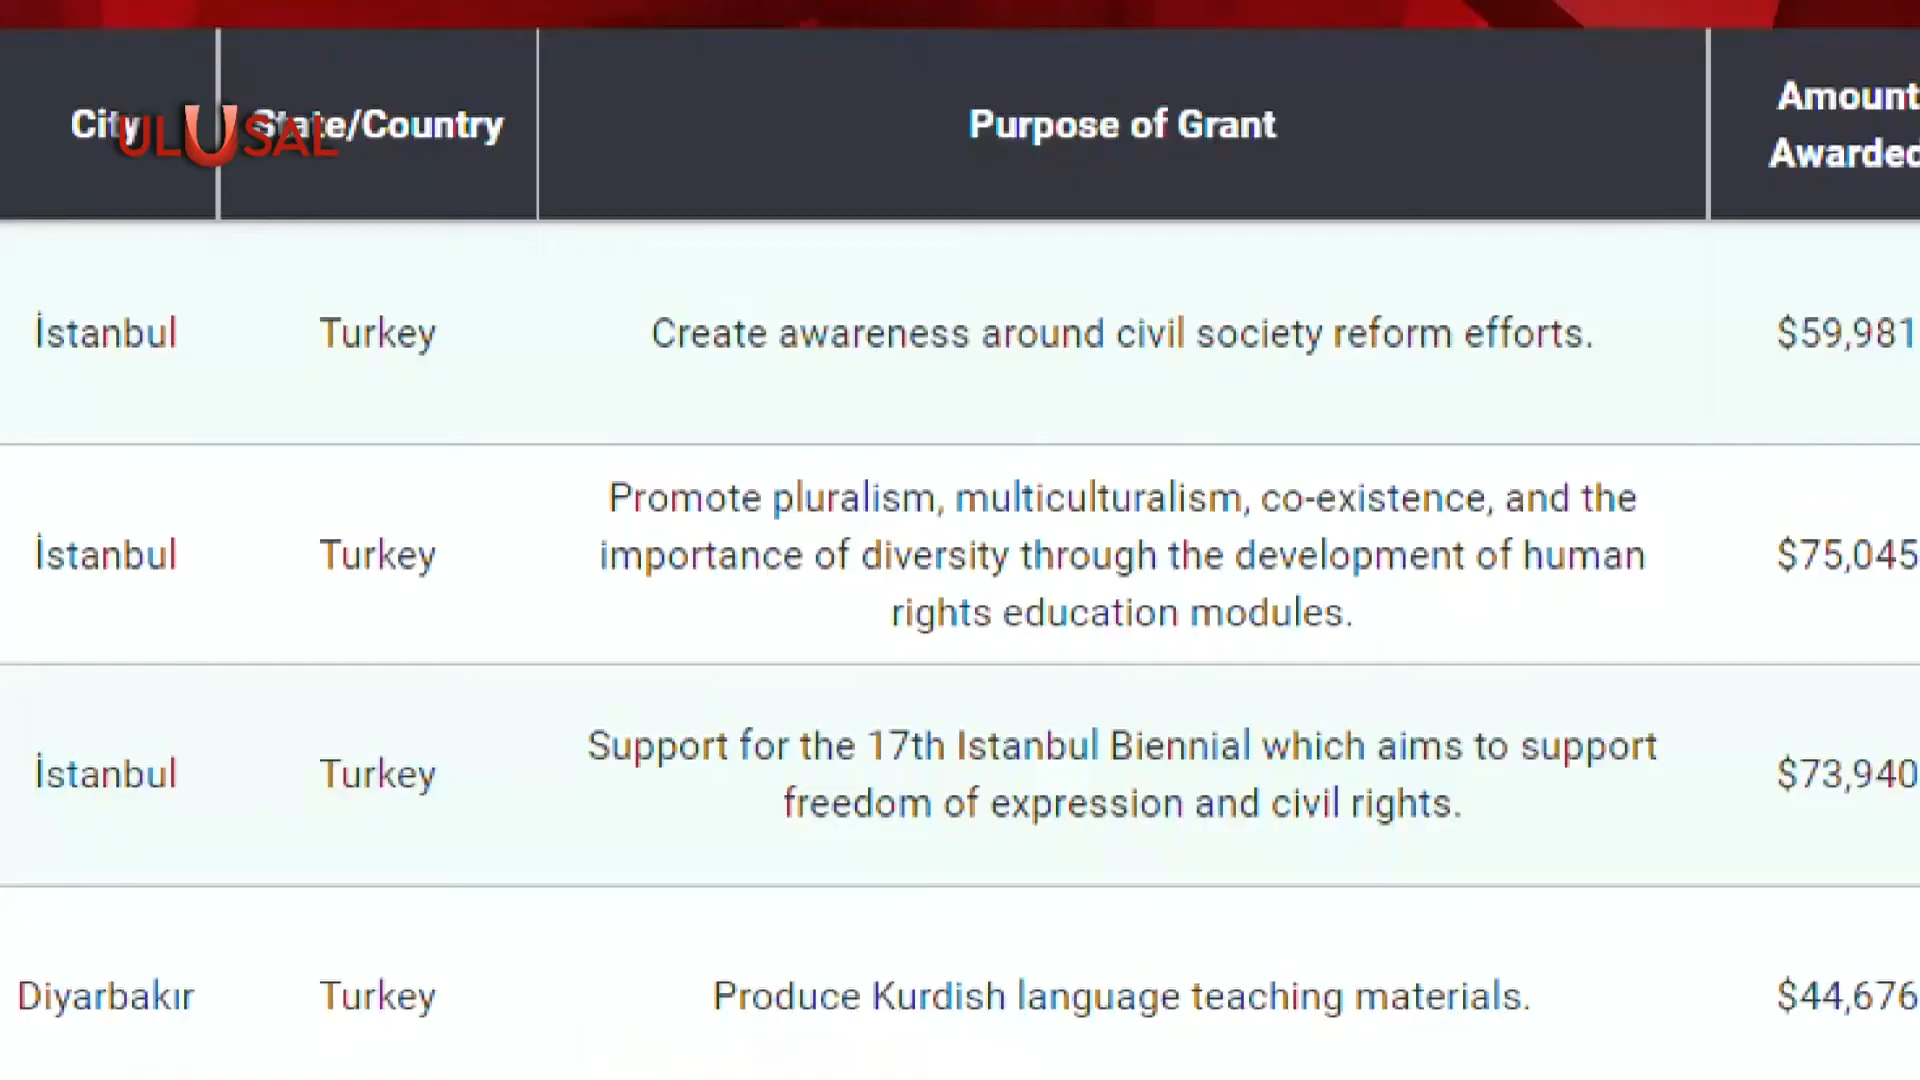 City
State/Country
Purpose of Grant
Amount
Awarded
ULUSAL
İstanbul
Turkey
Create awareness around civil society reform efforts.
$59,981
İstanbul
Turkey
Promote pluralism, multiculturalism, co-existence, and the
importance of diversity through the development of human
rights education modules.
$75,045
İstanbul
Turkey
Support for the 17th Istanbul Biennial which aims to support
freedom of expression and civil rights.
$73,940
Diyarbakır
Turkey
Produce Kurdish language teaching materials.
$44,676